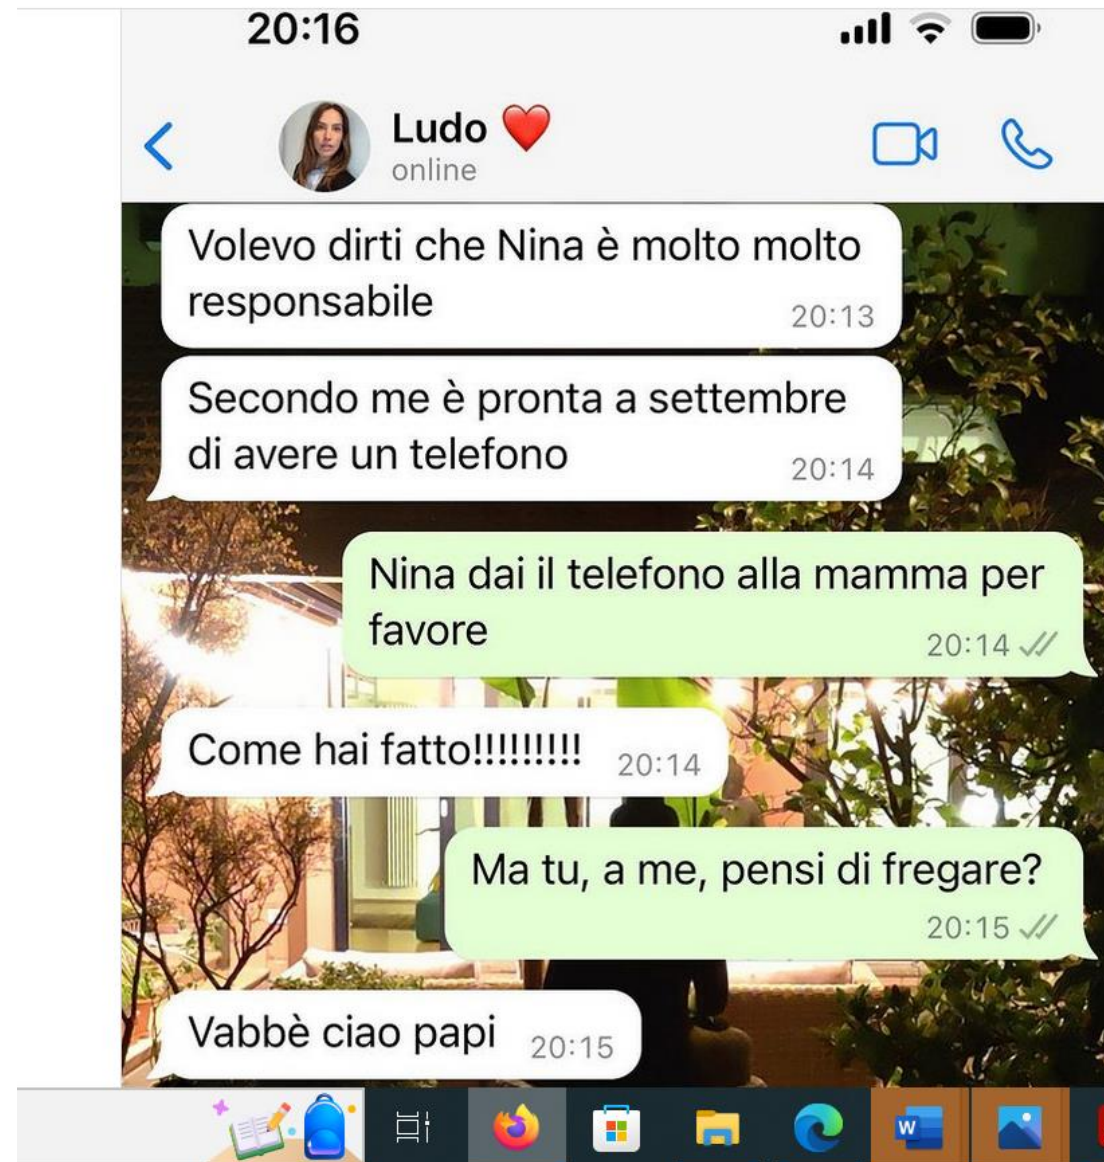 20:16
Ludo ❤️
online
Volevo dirti che Nina è molto molto
responsabile
20:13
Secondo me è pronta a settembre
di avere un telefono
20:14
Nina dai il telefono alla mamma per
favore
20:14
Come hai fatto!!!!!!!!!
20:14
Ma tu, a me, pensi di fregare?
20:15
Vabbè ciao papi
20:15
W